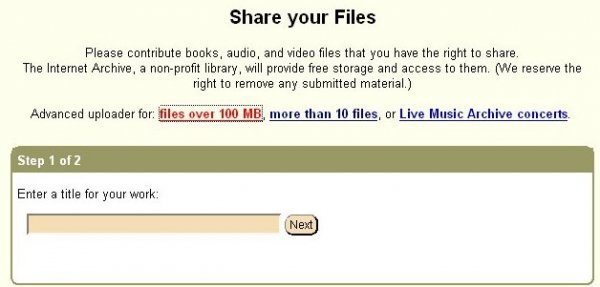 Share your Files
Please contribute books, audio, and video files that you have the right to share.
The Internet Archive, a non-profit library, will provide free storage and access to them. (We reserve the
right to remove any submitted material.)
Advanced uploader for: files over 100 MB, more than 10 files, or Live Music Archive concerts.
Step 1 of 2
Enter a title for your work:
Next